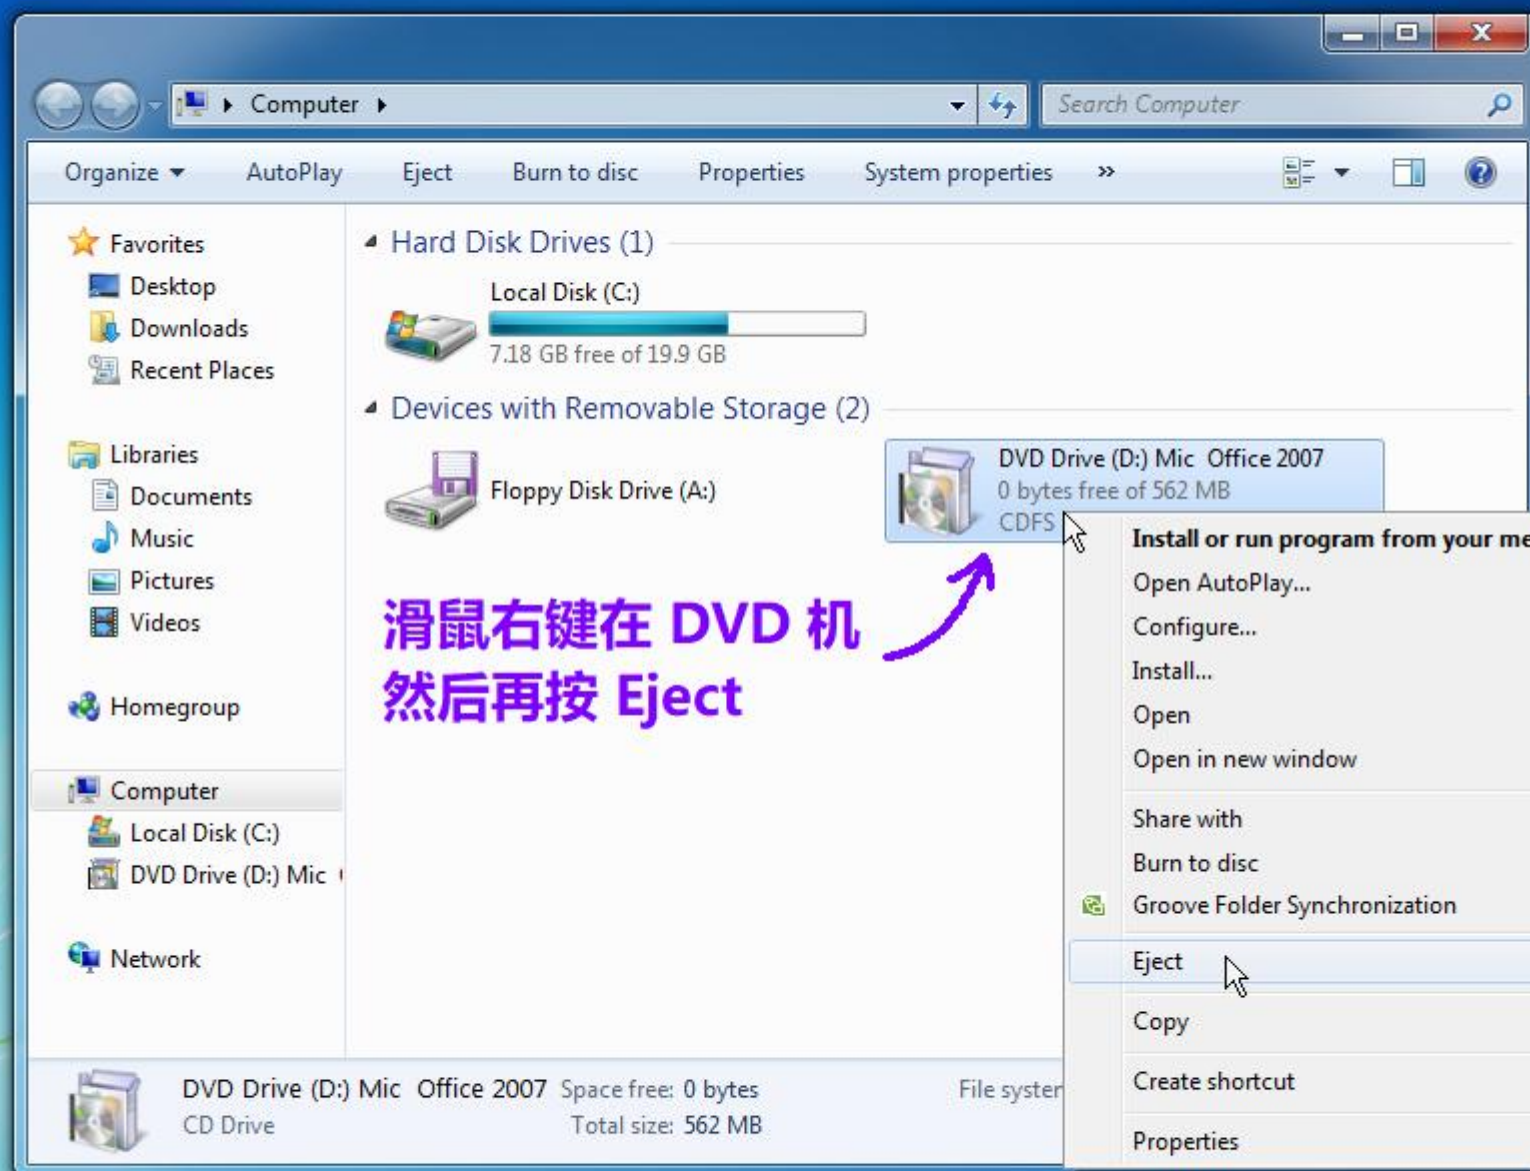 Computer
Search Computer
Organize
AutoPlay
Eject
Burn to disc
Properties
System properties
»
Favorites
Desktop
Downloads
Recent Places
Libraries
Documents
Music
Pictures
Videos
Homegroup
Computer
Local Disk (C:)
DVD Drive (D:) Mic
Network
Hard Disk Drives (1)
Local Disk (C:)
7.18 GB free of 19.9 GB
Devices with Removable Storage (2)
Floppy Disk Drive (A:)
DVD Drive (D:) Mic Office 2007
0 bytes free of 562 MB
CDFS
滑鼠右键在 DVD 机
然后再按 Eject
Install or run program from your me
Open AutoPlay...
Configure...
Install...
Open
Open in new window
Share with
Burn to disc
Groove Folder Synchronization
Eject
Copy
Create shortcut
Properties
DVD Drive (D:) Mic Office 2007 Space free: 0 bytes File syster
CD Drive Total size: 562 MB